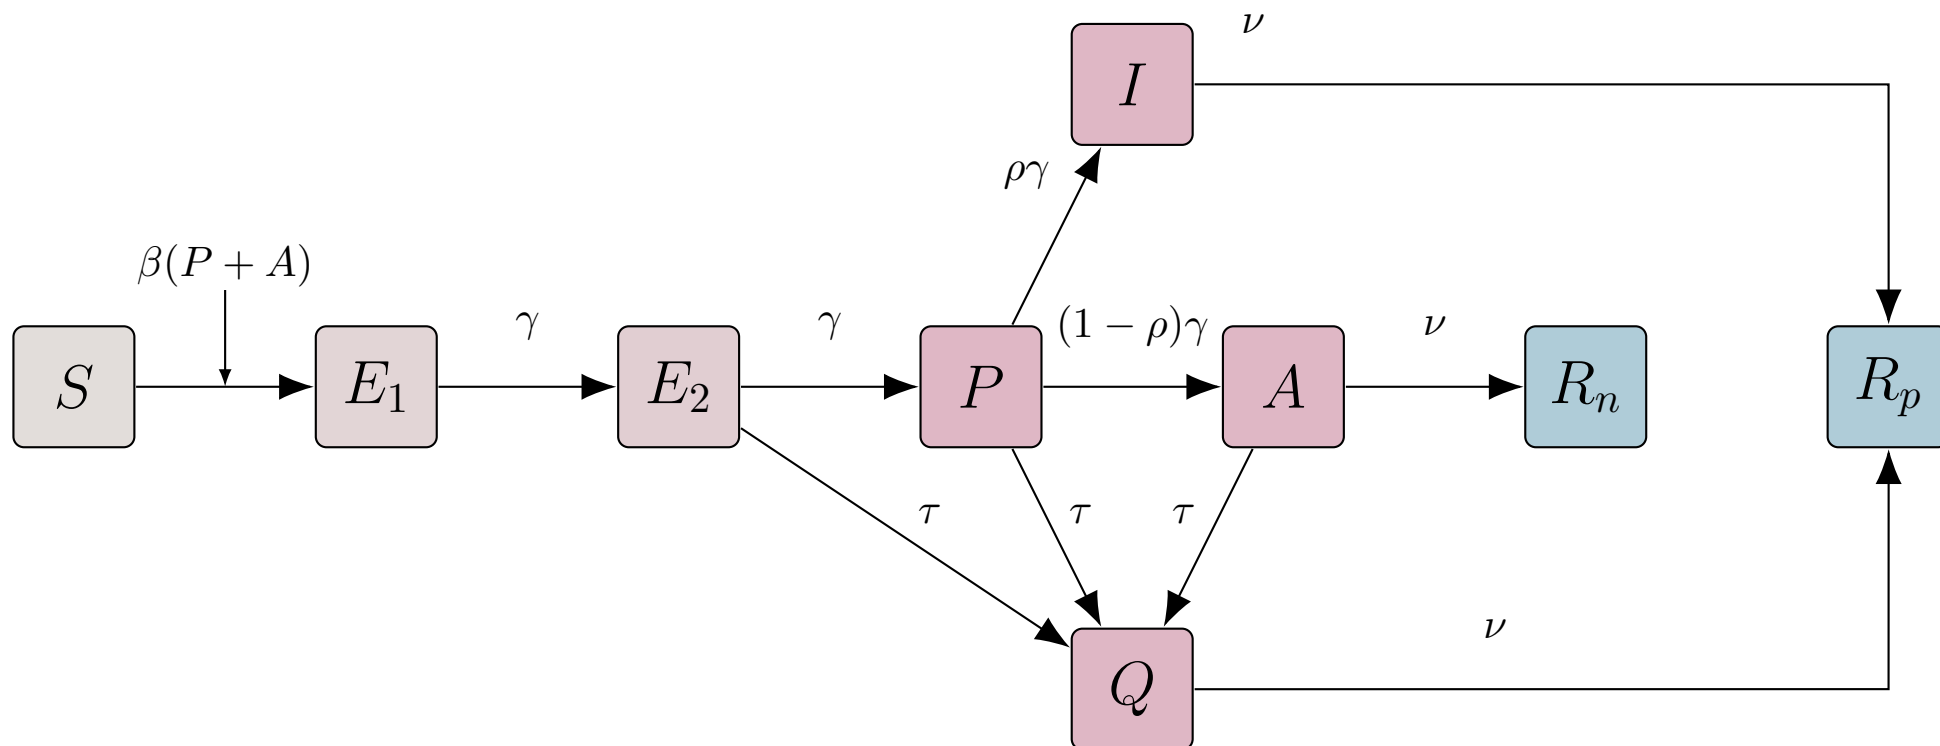 ν
I
ργ
β(P + A)
γ
γ
(1 − ρ)γ
ν
S
E₁
E₂
P
A
Rₙ
Rₚ
τ
τ
τ
ν
Q